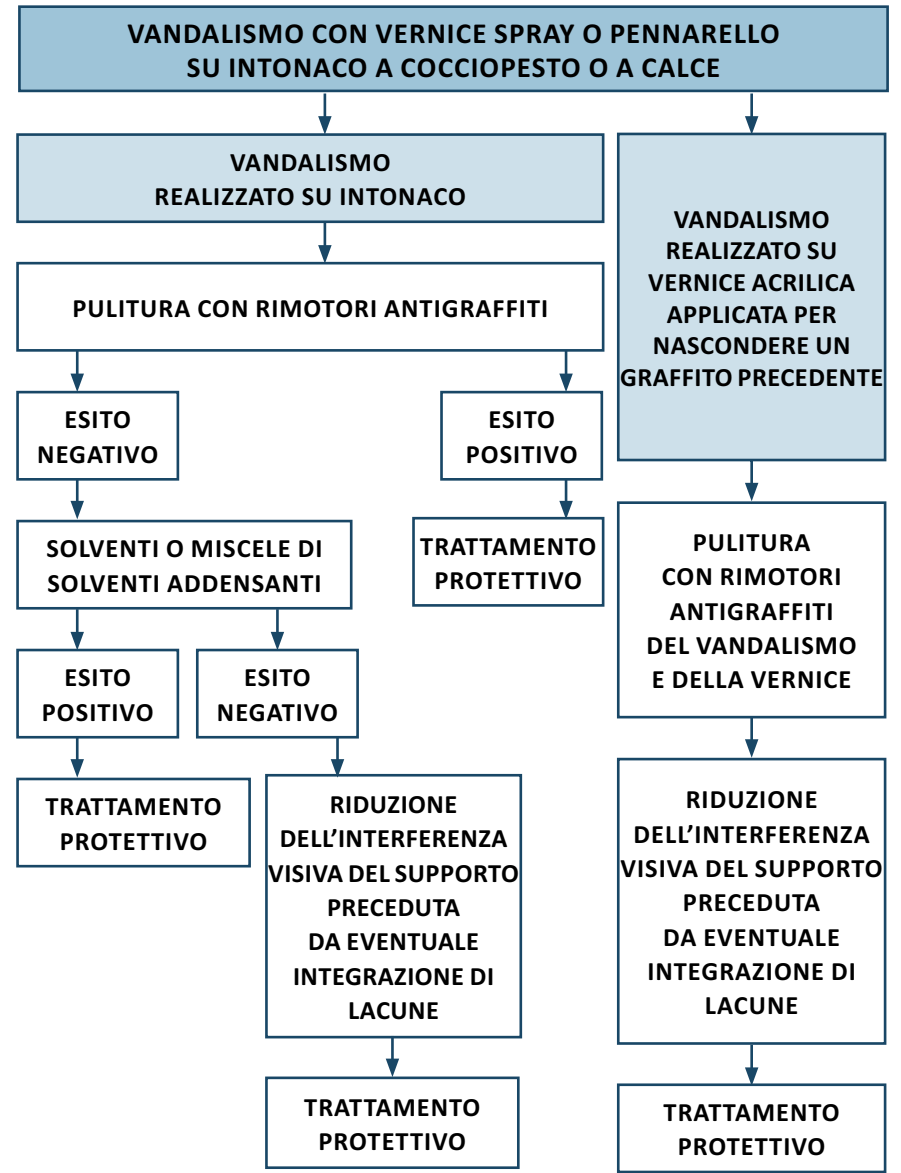 VANDALISMO CON VERNICE SPRAY O PENNARELLO
SU INTONACO A COCCIOPESTO O A CALCE
VANDALISMO
REALIZZATO SU INTONACO
PULITURA CON RIMOTORI ANTIGRAFFITI
ESITO
NEGATIVO
ESITO
POSITIVO
SOLVENTI O MISCELE DI
SOLVENTI ADDENSANTI
TRATTAMENTO
PROTETTIVO
ESITO
POSITIVO
ESITO
NEGATIVO
TRATTAMENTO
PROTETTIVO
RIDUZIONE
DELL’INTERFERENZA
VISIVA DEL SUPPORTO
PRECEDUTA
DA EVENTUALE
INTEGRAZIONE DI
LACUNE
TRATTAMENTO
PROTETTIVO
VANDALISMO
REALIZZATO SU
VERNICE ACRILICA
APPLICATA PER
NASCONDERE UN
GRAFFITO PRECEDENTE
PULITURA
CON RIMOTORI
ANTIGRAFFITI
DEL VANDALISMO
E DELLA VERNICE
RIDUZIONE
DELL’INTERFERENZA
VISIVA DEL SUPPORTO
PRECEDUTA
DA EVENTUALE
INTEGRAZIONE DI
LACUNE
TRATTAMENTO
PROTETTIVO